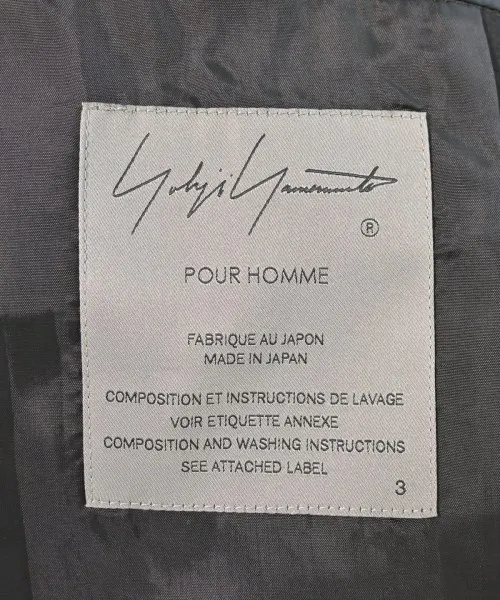 Yohji Yamamoto
®
POUR HOMME
FABRIQUE AU JAPON
MADE IN JAPAN
COMPOSITION ET INSTRUCTIONS DE LAVAGE
VOIR ETIQUETTE ANNEXE
COMPOSITION AND WASHING INSTRUCTIONS
SEE ATTACHED LABEL
3